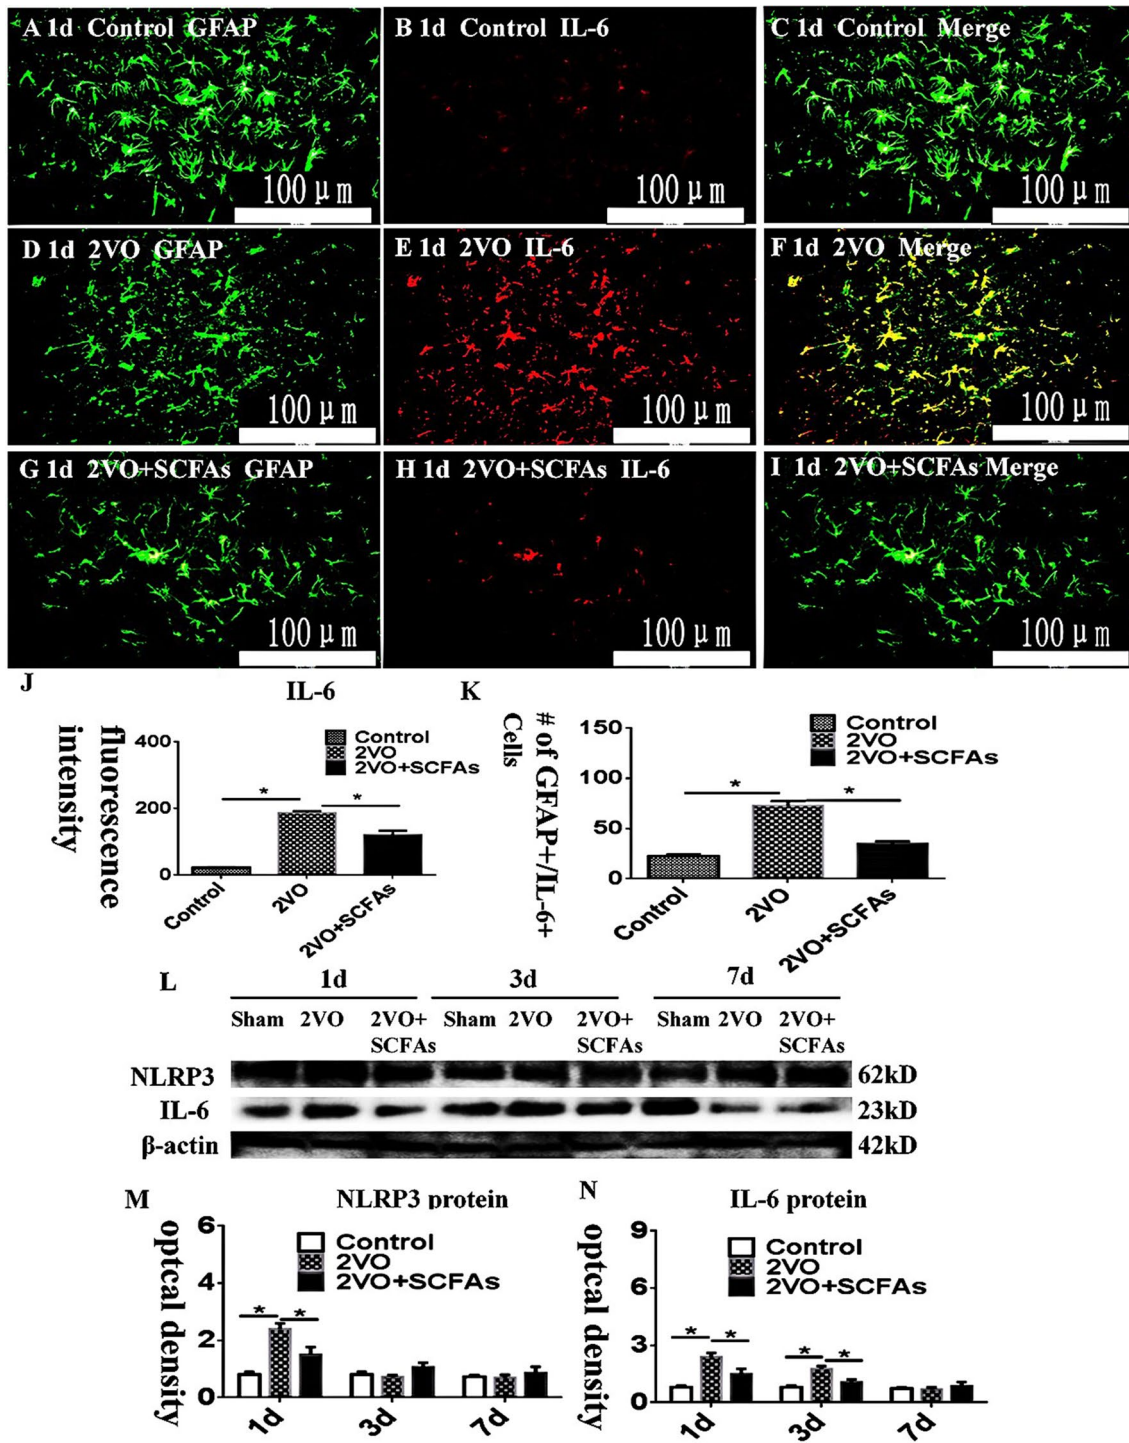 A 1d Control GFAP
B 1d Control IL-6
C 1d Control Merge
100 μm
100 μm
100 μm
D 1d 2VO GFAP
E 1d 2VO IL-6
F 1d 2VO Merge
100 μm
100 μm
100 μm
G 1d 2VO+SCFAs GFAP
H 1d 2VO+SCFAs IL-6
I 1d 2VO+SCFAs Merge
100 μm
100 μm
100 μm
J
IL-6
fluorescence
intensity
400
200
0
Control
2VO
2VO+SCFAs
*
*
Control
2VO
2VO+SCFAs
K
# of GFAP+/IL-6+
Cells
150
100
50
0
Control
2VO
2VO+SCFAs
*
*
Control
2VO
2VO+SCFAs
L
1d
3d
7d
Sham 2VO 2VO+
SCFAs
Sham 2VO 2VO+
SCFAs
Sham 2VO 2VO+
SCFAs
NLRP3
62kD
IL-6
23kD
β-actin
42kD
M
NLRP3 protein
optcal density
6
4
2
0
Control
2VO
2VO+SCFAs
*
*
1d
3d
7d
N
IL-6 protein
optcal density
9
6
3
0
Control
2VO
2VO+SCFAs
*
*
*
*
1d
3d
7d